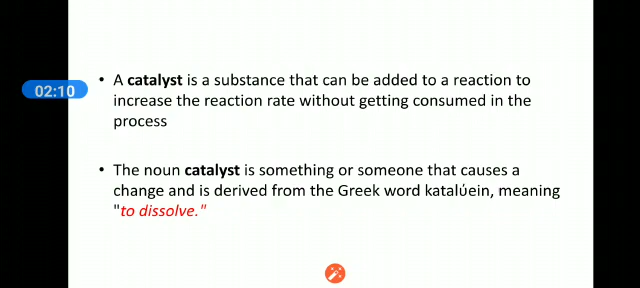 • A catalyst is a substance that can be added to a reaction to
02:10
increase the reaction rate without getting consumed in the
process
• The noun catalyst is something or someone that causes a
change and is derived from the Greek word katalúein, meaning
"to dissolve."